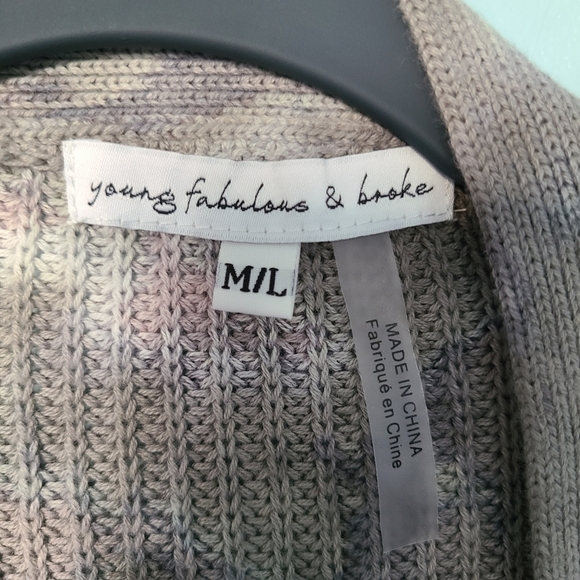 young fabulous & broke
M/L
MADE IN CHINA
Fabriqué en Chine